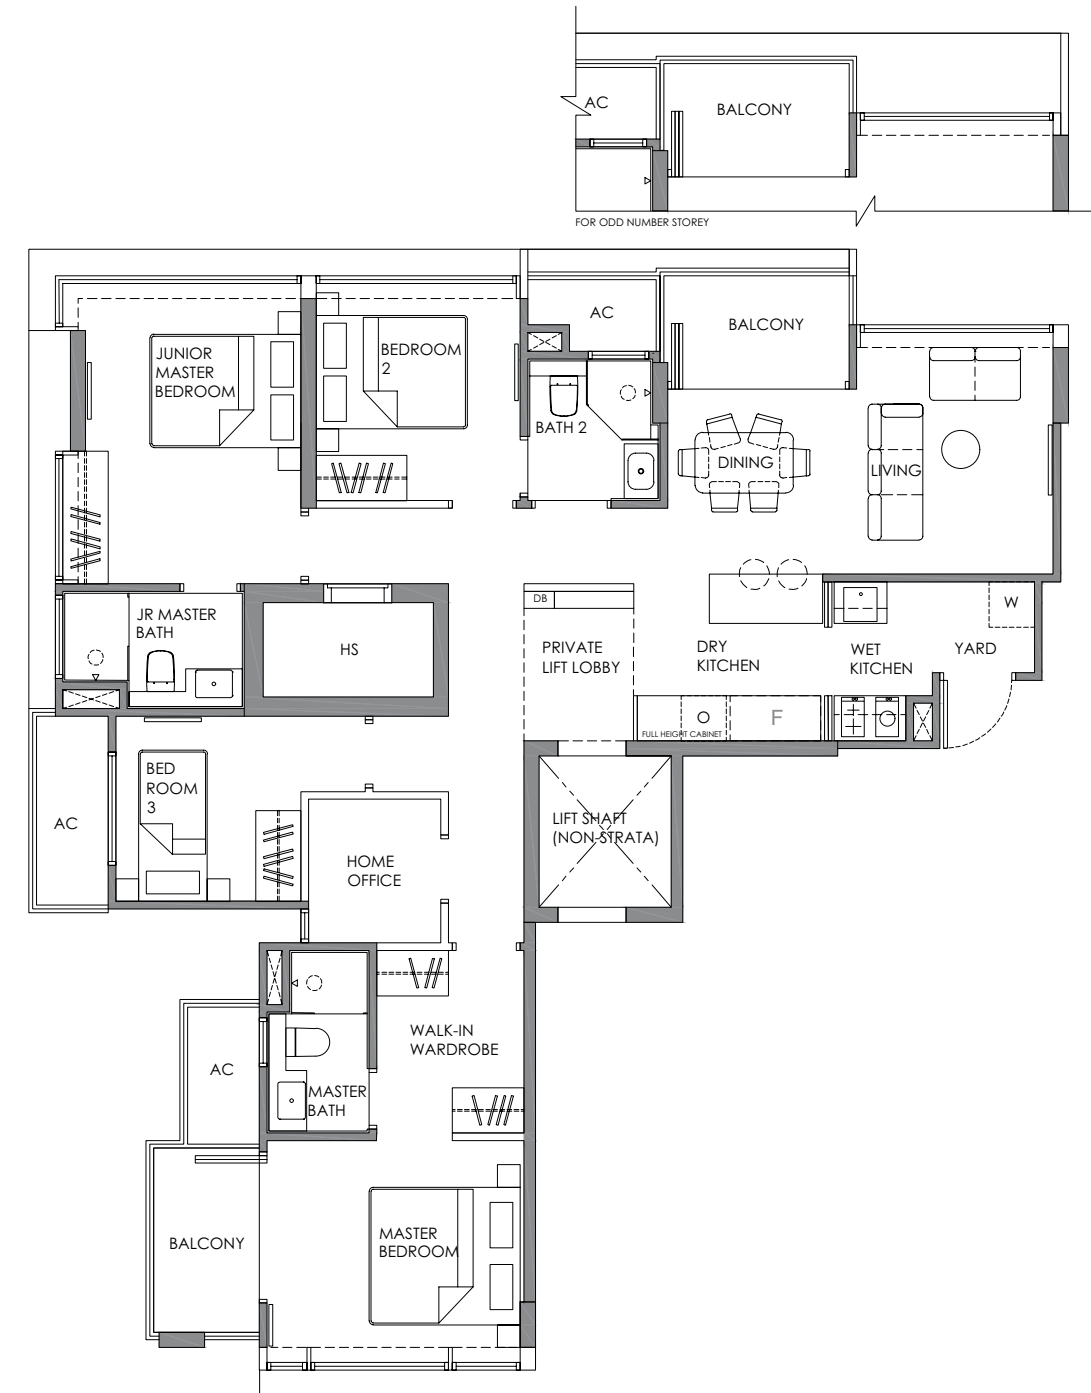 AC
BALCONY
FOR ODD NUMBER STOREY
AC
BALCONY
JUNIOR
MASTER
BEDROOM
BEDROOM
2
BATH 2
DINING
LIVING
JR MASTER
BATH
HS
DB
PRIVATE
LIFT LOBBY
DRY
KITCHEN
WET
KITCHEN
YARD
W
F
FULL HEIGHT CABINET
BED
ROOM
3
AC
HOME
OFFICE
LIFT SHAFT
(NON-STRATA)
WALK-IN
WARDROBE
AC
MASTER
BATH
BALCONY
MASTER
BEDROOM